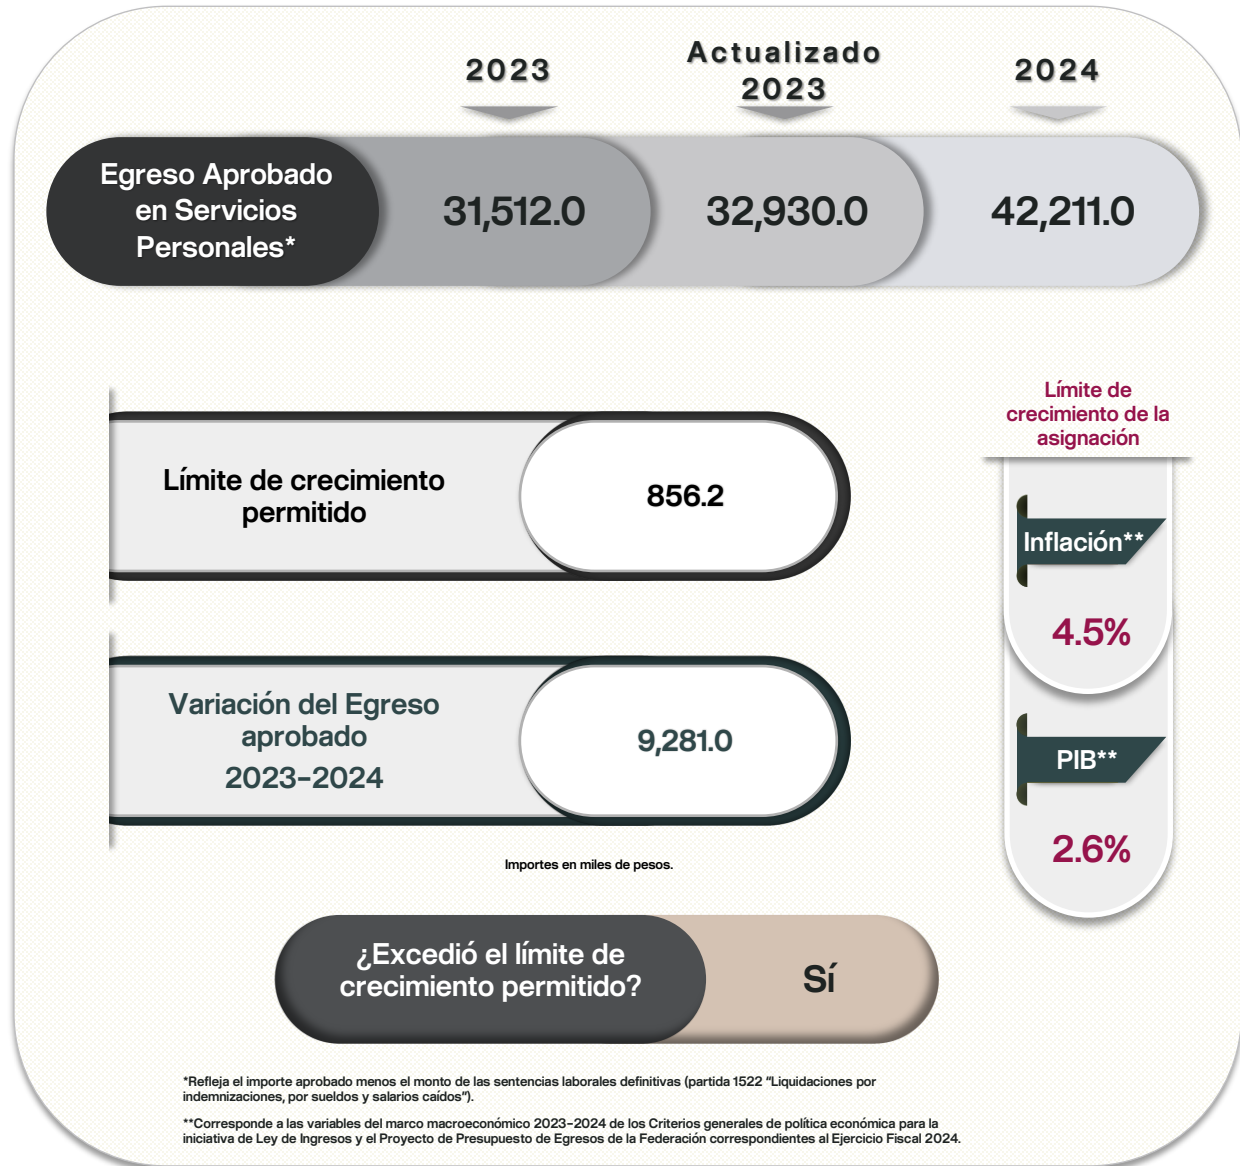 2023
Actualizado
2023
2024
Egreso Aprobado
en Servicios
Personales*
31,512.0
32,930.0
42,211.0
Límite de crecimiento
permitido
856.2
Variación del Egreso
aprobado
2023-2024
9,281.0
Importes en miles de pesos.
Límite de
crecimiento de la
asignación
Inflación**
4.5%
PIB**
2.6%
¿Excedió el límite de
crecimiento permitido?
Sí
*Refleja el importe aprobado menos el monto de las sentencias laborales definitivas (partida 1522 "Liquidaciones por
indemnizaciones, por sueldos y salarios caídos").
**Corresponde a las variables del marco macroeconómico 2023-2024 de los Criterios generales de política económica para la
iniciativa de Ley de Ingresos y el Proyecto de Presupuesto de Egresos de la Federación correspondientes al Ejercicio Fiscal 2024.